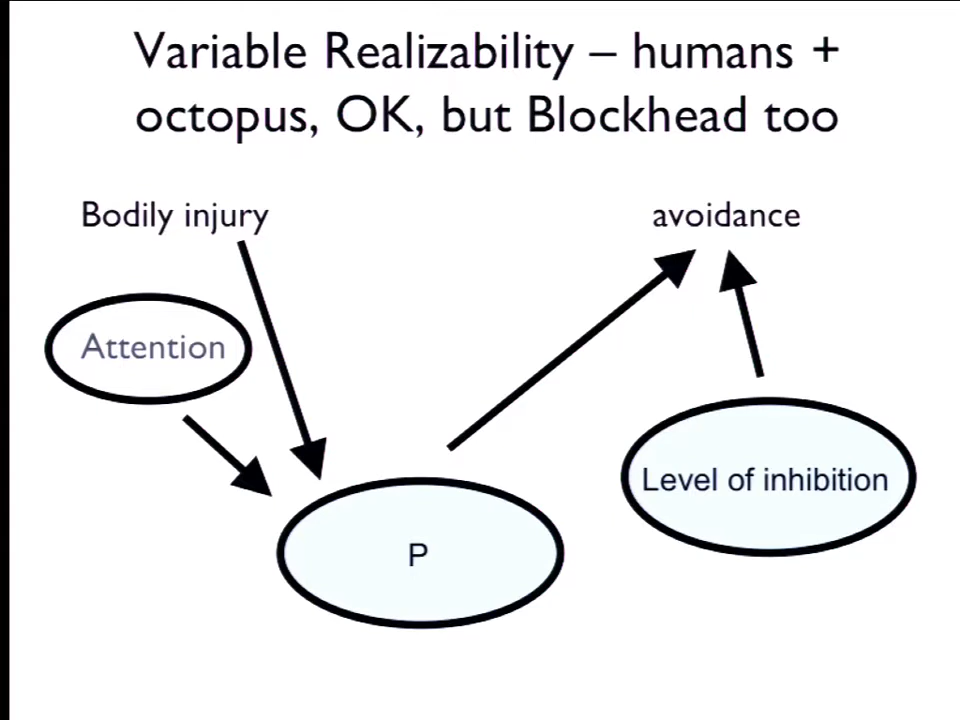 Variable Realizability – humans +
octopus, OK, but Blockhead too
Bodily injury
avoidance
Attention
Level of inhibition
P